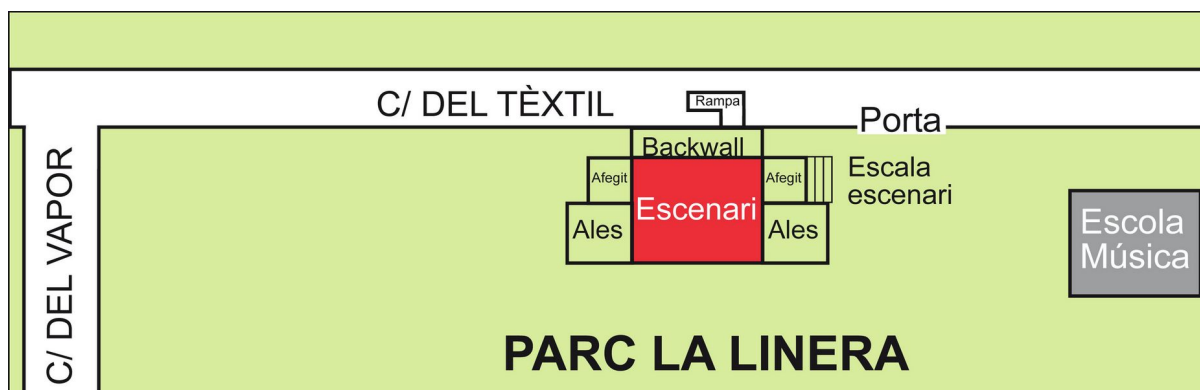 C/ DEL TÈXTIL
Rampa
Porta
Backwall
Afegit
Afegit
Escala
escenari
Escenari
Ales
Ales
Escola
Música
C/ DEL VAPOR
PARC LA LINERA